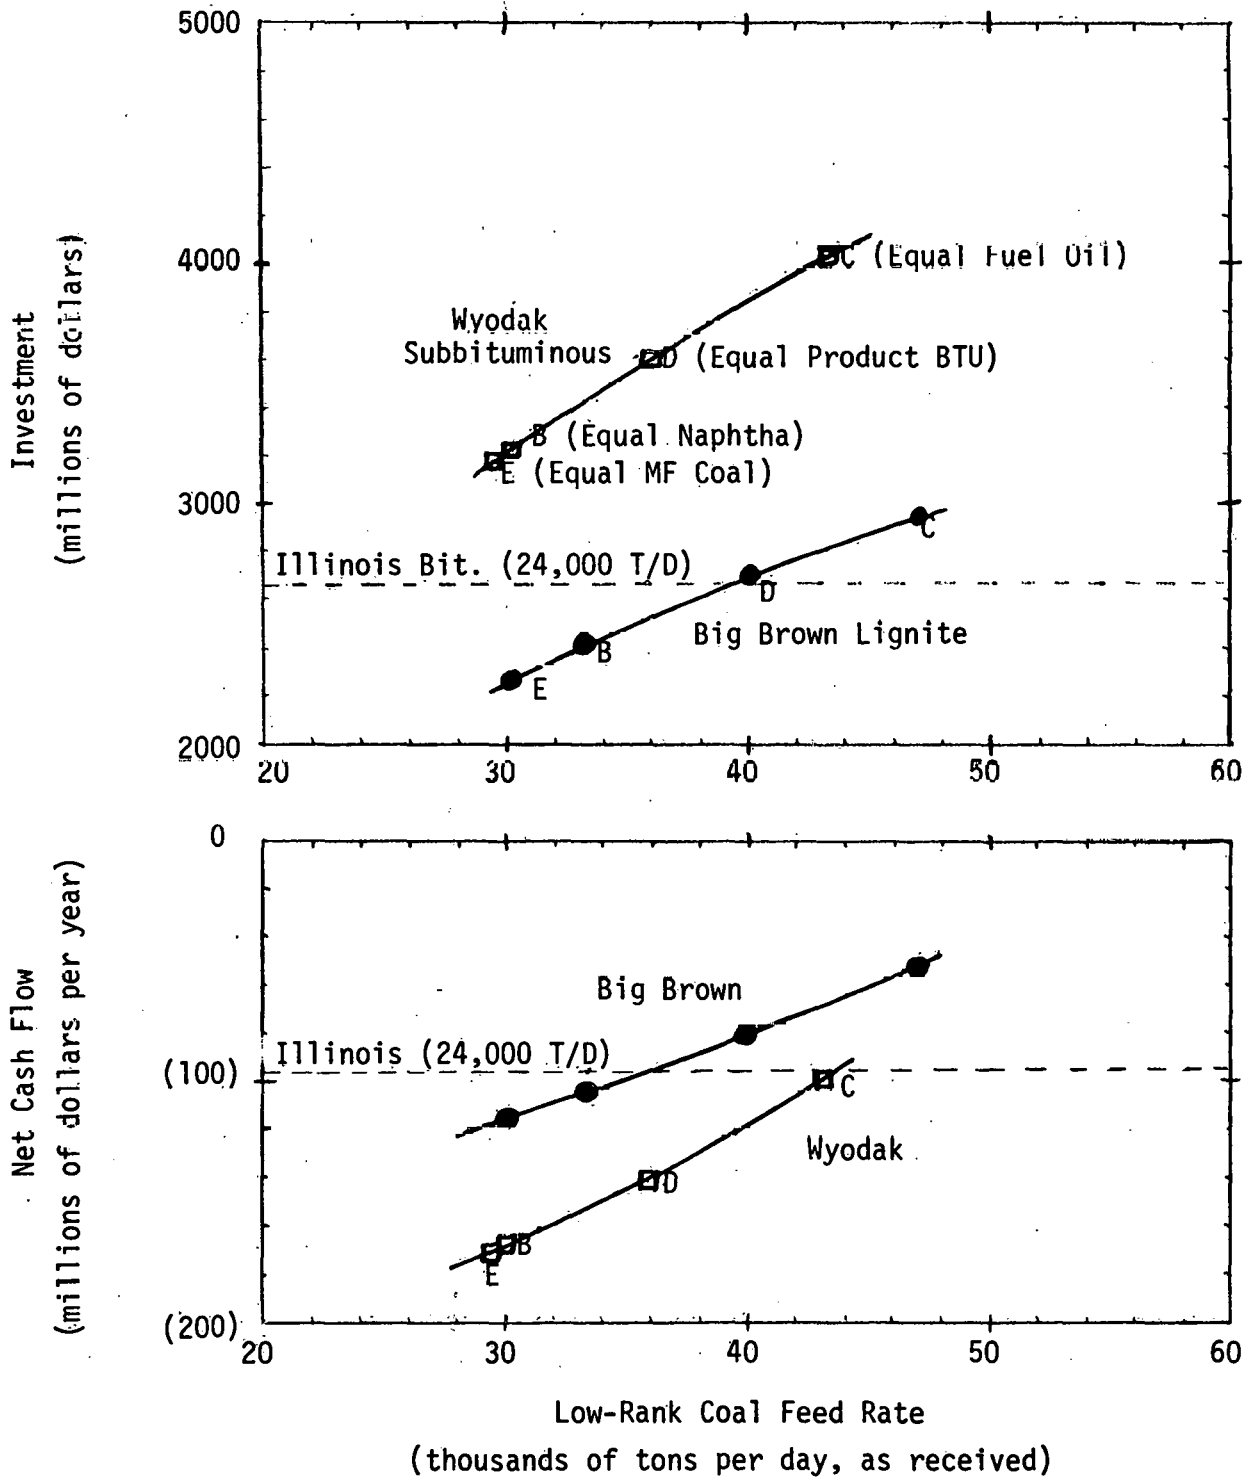 5000
4000
3000
2000
Investment
(millions of dollars)
C (Equal Fuel Oil)
Wyodak
Subbituminous
D (Equal Product BTU)
B (Equal Naphtha)
E (Equal MF Coal)
C
Illinois Bit. (24,000 T/D)
D
Big Brown Lignite
B
E
20 30 40 50 60
0
(100)
(200)
Net Cash Flow
(millions of dollars per year)
Big Brown
Illinois (24,000 T/D)
C
Wyodak
D
B
E
20 30 40 50 60
Low-Rank Coal Feed Rate
(thousands of tons per day, as received)